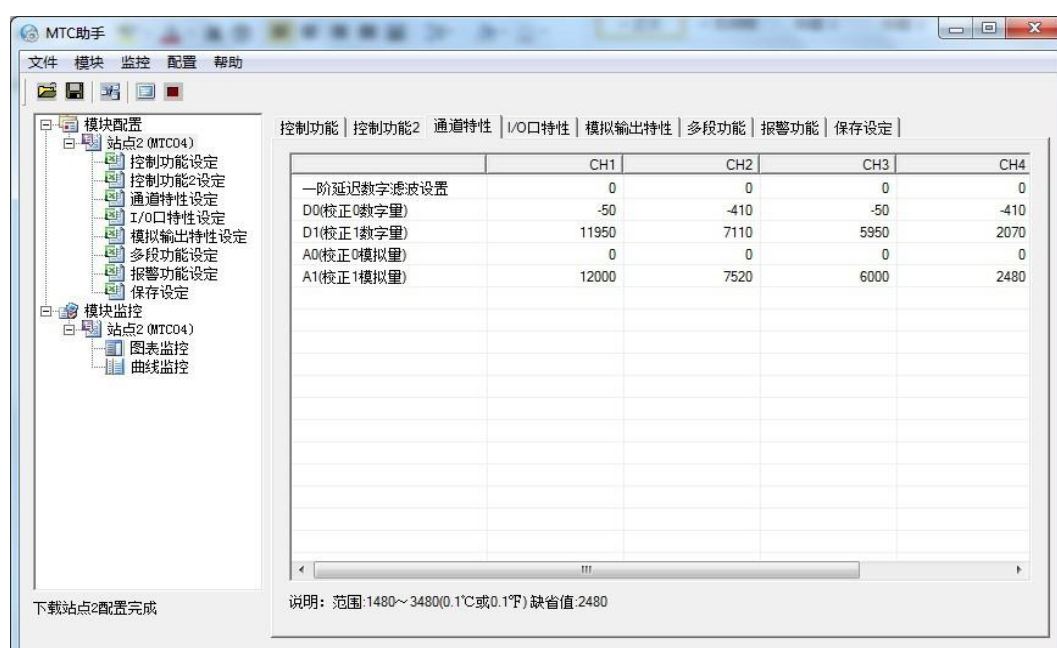 MTC助手
文件 模块 监控 配置 帮助
模块配置
站点2(MTC04)
控制功能设定
控制功能2设定
通道特性设定
I/O口特性设定
模拟输出特性设定
多段功能设定
报警功能设定
保存设定
模块监控
站点2(MTC04)
图表监控
曲线监控
下载站点2配置完成
控制功能 控制功能2 通道特性 I/O口特性 模拟输出特性 多段功能 报警功能 保存设定
CH1 CH2 CH3 CH4
一阶延迟数字滤波设置 0 0 0 0
D0(校正0数字量) -50 -410 -50 -410
D1(校正1数字量) 11950 7110 5950 2070
A0(校正0模拟量) 0 0 0 0
A1(校正1模拟量) 12000 7520 6000 2480
说明：范围:1480～3480(0.1℃或0.1℉)缺省值:2480